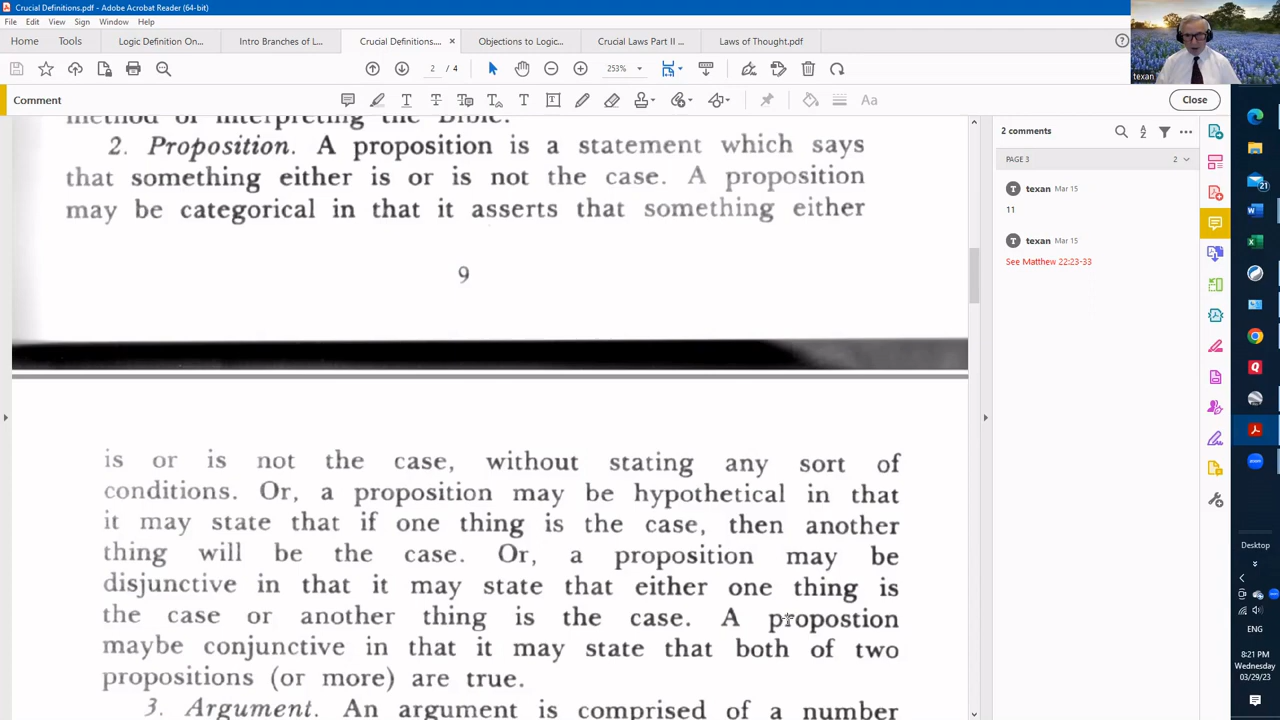 Crucial Definitions.pdf - Adobe Acrobat Reader (64-bit)
File Edit View Sign Window Help
Home Tools Logic Definition On... Intro Branches of L... Crucial Definitions.... × s to Logic... Crucial Laws Part II ... Laws of Thought.pdf
2 / 4 253%
texan
Comment Aa Close
method of interpreting the Bible.
2. Proposition. A proposition is a statement which says
that something either is or is not the case. A proposition
may be categorical in that it asserts that something either
9
is or is not the case, without stating any sort of
conditions. Or, a proposition may be hypothetical in that
it may state that if one thing is the case, then another
thing will be the case. Or, a proposition may be
disjunctive in that it may state that either one thing is
the case or another thing is the case. A propostion
maybe conjunctive in that it may state that both of two
propositions (or more) are true.
3. Argument. An argument is comprised of a number
2 comments
PAGE 3 2
T texan Mar 15
11
T texan Mar 15
See Matthew 22:23-33
21
Desktop
ENG
8:21 PM
Wednesday
03/29/23